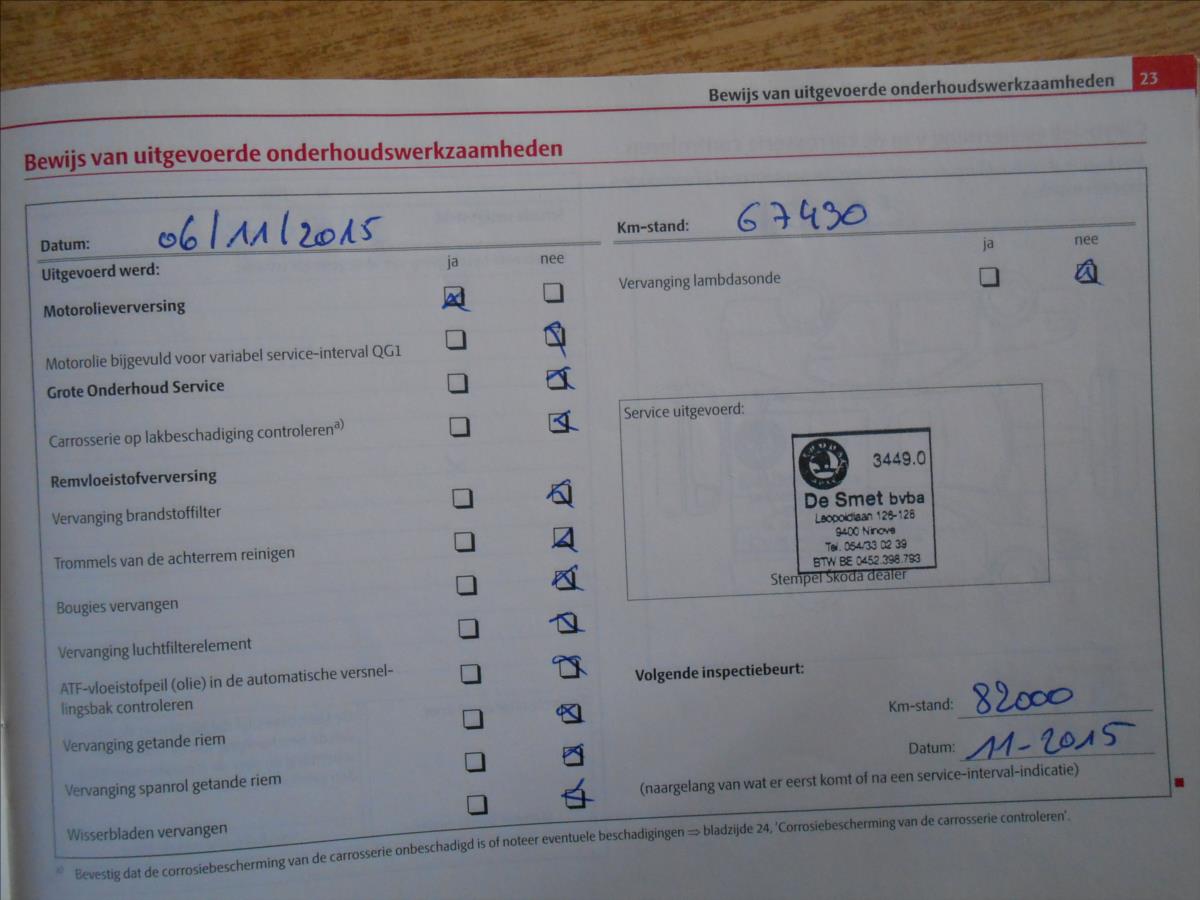 Bewijs van uitgevoerde onderhoudswerkzaamheden 23
Bewijs van uitgevoerde onderhoudswerkzaamheden
Datum: 06/11/2015
Km-stand: 67430
Uitgevoerd werd: ja nee
ja nee
Motorolieverversing
Vervanging lambdasonde
Motorolie bijgevuld voor variabel service-interval QG1
Grote Onderhoud Service
Carrosserie op lakbeschadiging controleren a)
Remvloeistofverversing
Vervanging brandstoffilter
Trommels van de achterrem reinigen
Bougies vervangen
Vervanging luchtfilterelement
ATF-vloeistofpeil (olie) in de automatische versnel-
lingsbak controleren
Vervanging getande riem
Vervanging spanrol getande riem
Wisserbladen vervangen
Service uitgevoerd:
3449.0
De Smet bvba
Leopoldlaan 126-128
9400 Ninove
Tel. 054/33 02 39
BTW BE 0452.398.793
Stempel Škoda dealer
Volgende inspectiebeurt:
Km-stand: 82000
Datum: 11-2015
(naargelang van wat er eerst komt of na een service-interval-indicatie)
a) Bevestig dat de corrosiebescherming van de carrosserie onbeschadigd is of noteer eventuele beschadigingen ⇒ bladzijde 24, 'Corrosiebescherming van de carrosserie controleren'.